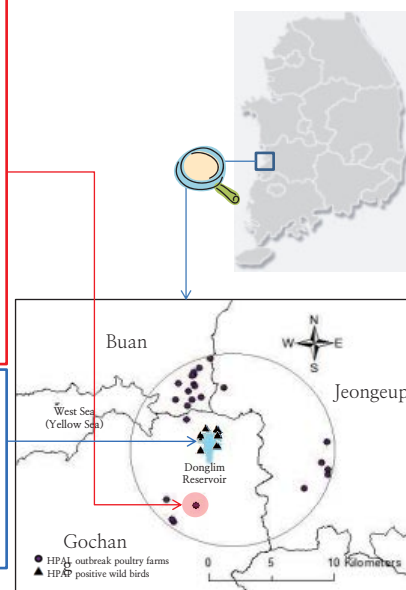 N
W E
S
Buan
Jeongeup
West Sea
(Yellow Sea)
Donglim
Reservoir
Gochan
HPAI outbreak poultry farms
HPAI positive wild birds
0 5 10 Kilometers